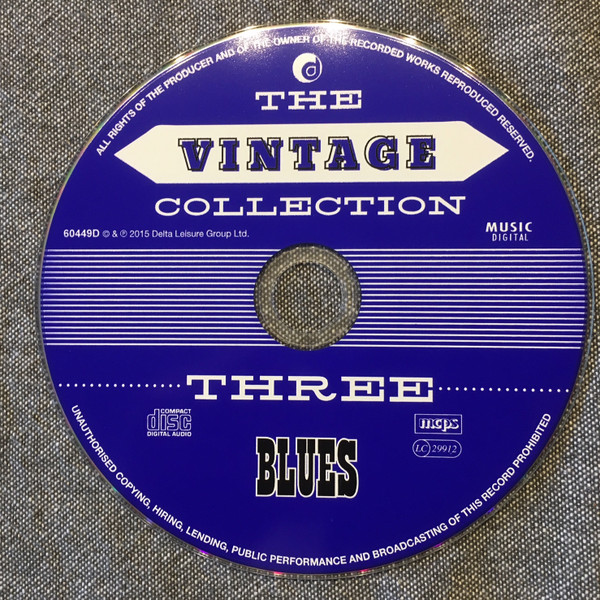 ALL RIGHTS OF THE PRODUCER AND OF THE OWNER OF THE RECORDED WORKS REPRODUCED RESERVED.
d
THE
VINTAGE
COLLECTION
60449D © & ℗ 2015 Delta Leisure Group Ltd.
MUSIC
DIGITAL
THREE
COMPACT
disc
DIGITAL AUDIO
mcps
LC 29912
BLUES
UNAUTHORISED COPYING, HIRING, LENDING, PUBLIC PERFORMANCE AND BROADCASTING OF THIS RECORD PROHIBITED